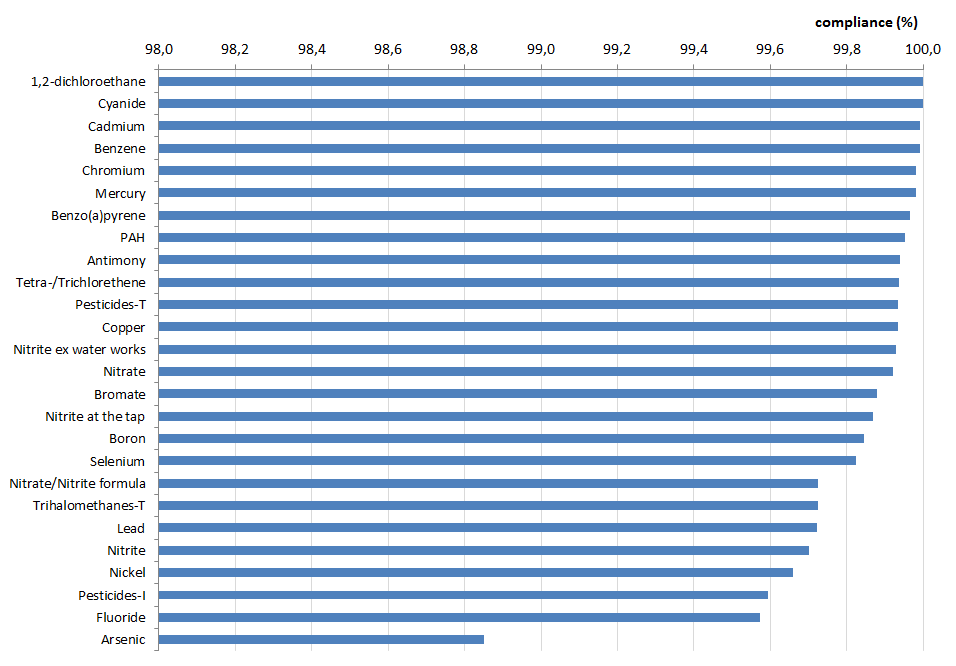 compliance (%)
98,0 98,2 98,4 98,6 98,8 99,0 99,2 99,4 99,6 99,8 100,0
1,2-dichloroethane
Cyanide
Cadmium
Benzene
Chromium
Mercury
Benzo(a)pyrene
PAH
Antimony
Tetra-/Trichlorethene
Pesticides-T
Copper
Nitrite ex water works
Nitrate
Bromate
Nitrite at the tap
Boron
Selenium
Nitrate/Nitrite formula
Trihalomethanes-T
Lead
Nitrite
Nickel
Pesticides-I
Fluoride
Arsenic